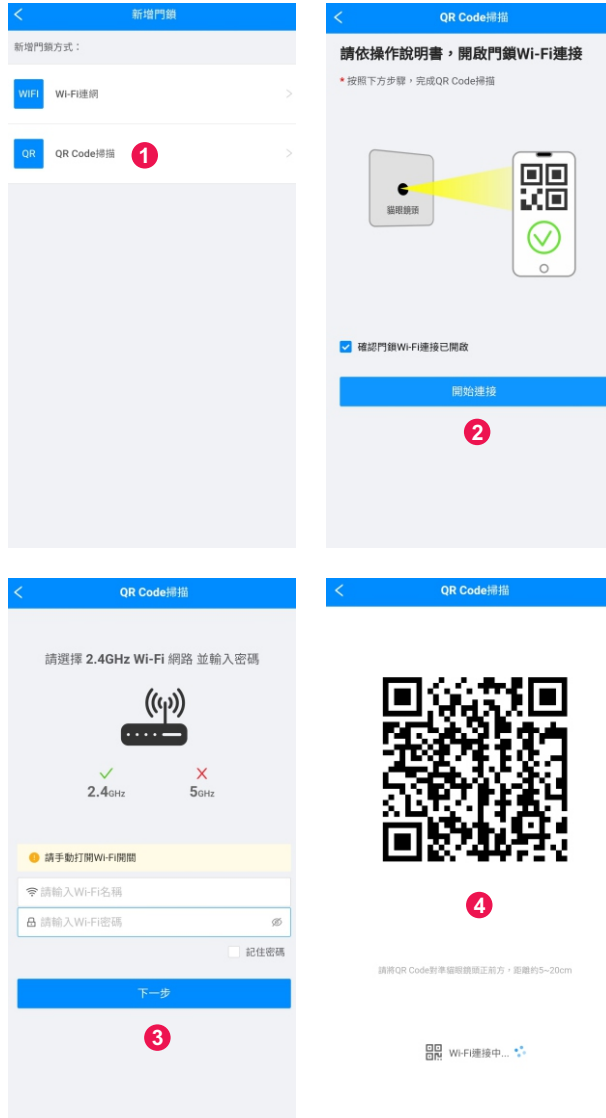 新增門鎖
新增門鎖方式：
WIFI Wi-Fi連網
QR QR Code掃描 1
QR Code掃描
請依操作說明書，開啟門鎖Wi-Fi連接
* 按照下方步驟，完成QR Code掃描
貓眼鏡頭
確認門鎖Wi-Fi連接已開啟
開始連接
2
QR Code掃描
請選擇 2.4GHz Wi-Fi 網路 並輸入密碼
2.4GHz 5GHz
請手動打開Wi-Fi開關
請輸入Wi-Fi名稱
請輸入Wi-Fi密碼
記住密碼
下一步
3
QR Code掃描
4
請將QR Code對準貓眼鏡頭正前方，距離約5~20cm
Wi-Fi連接中...